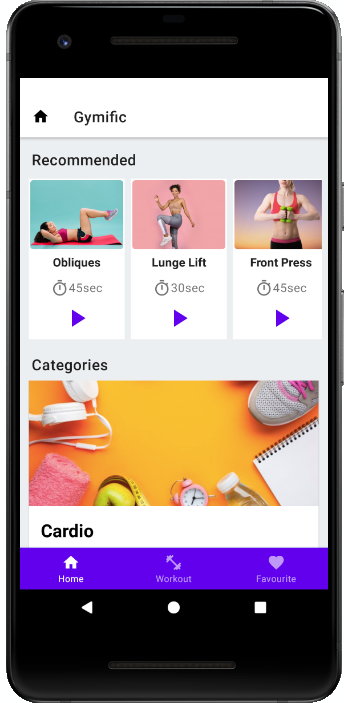 Gymific
Recommended
Obliques
Lunge Lift
Front Press
45sec
30sec
45sec
Categories
Cardio
Home
Workout
Favourite